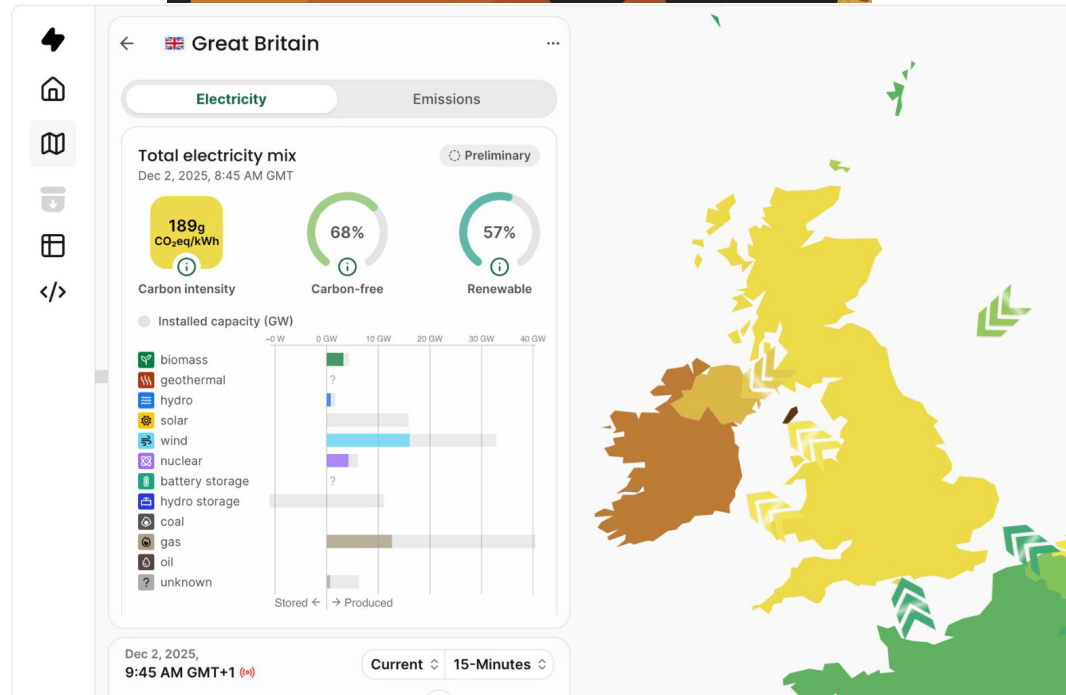 Great Britain
...
Electricity
Emissions
Total electricity mix
Preliminary
Dec 2, 2025, 8:45 AM GMT
189g
CO₂eq/kWh
68%
57%
Carbon intensity
Carbon-free
Renewable
Installed capacity (GW)
~0 W 0 GW 10 GW 20 GW 30 GW 40 GW
biomass
geothermal ?
hydro
solar
wind
nuclear
battery storage ?
hydro storage
coal
gas
oil
? unknown
Stored ← → Produced
Dec 2, 2025,
9:45 AM GMT+1
Current
15-Minutes